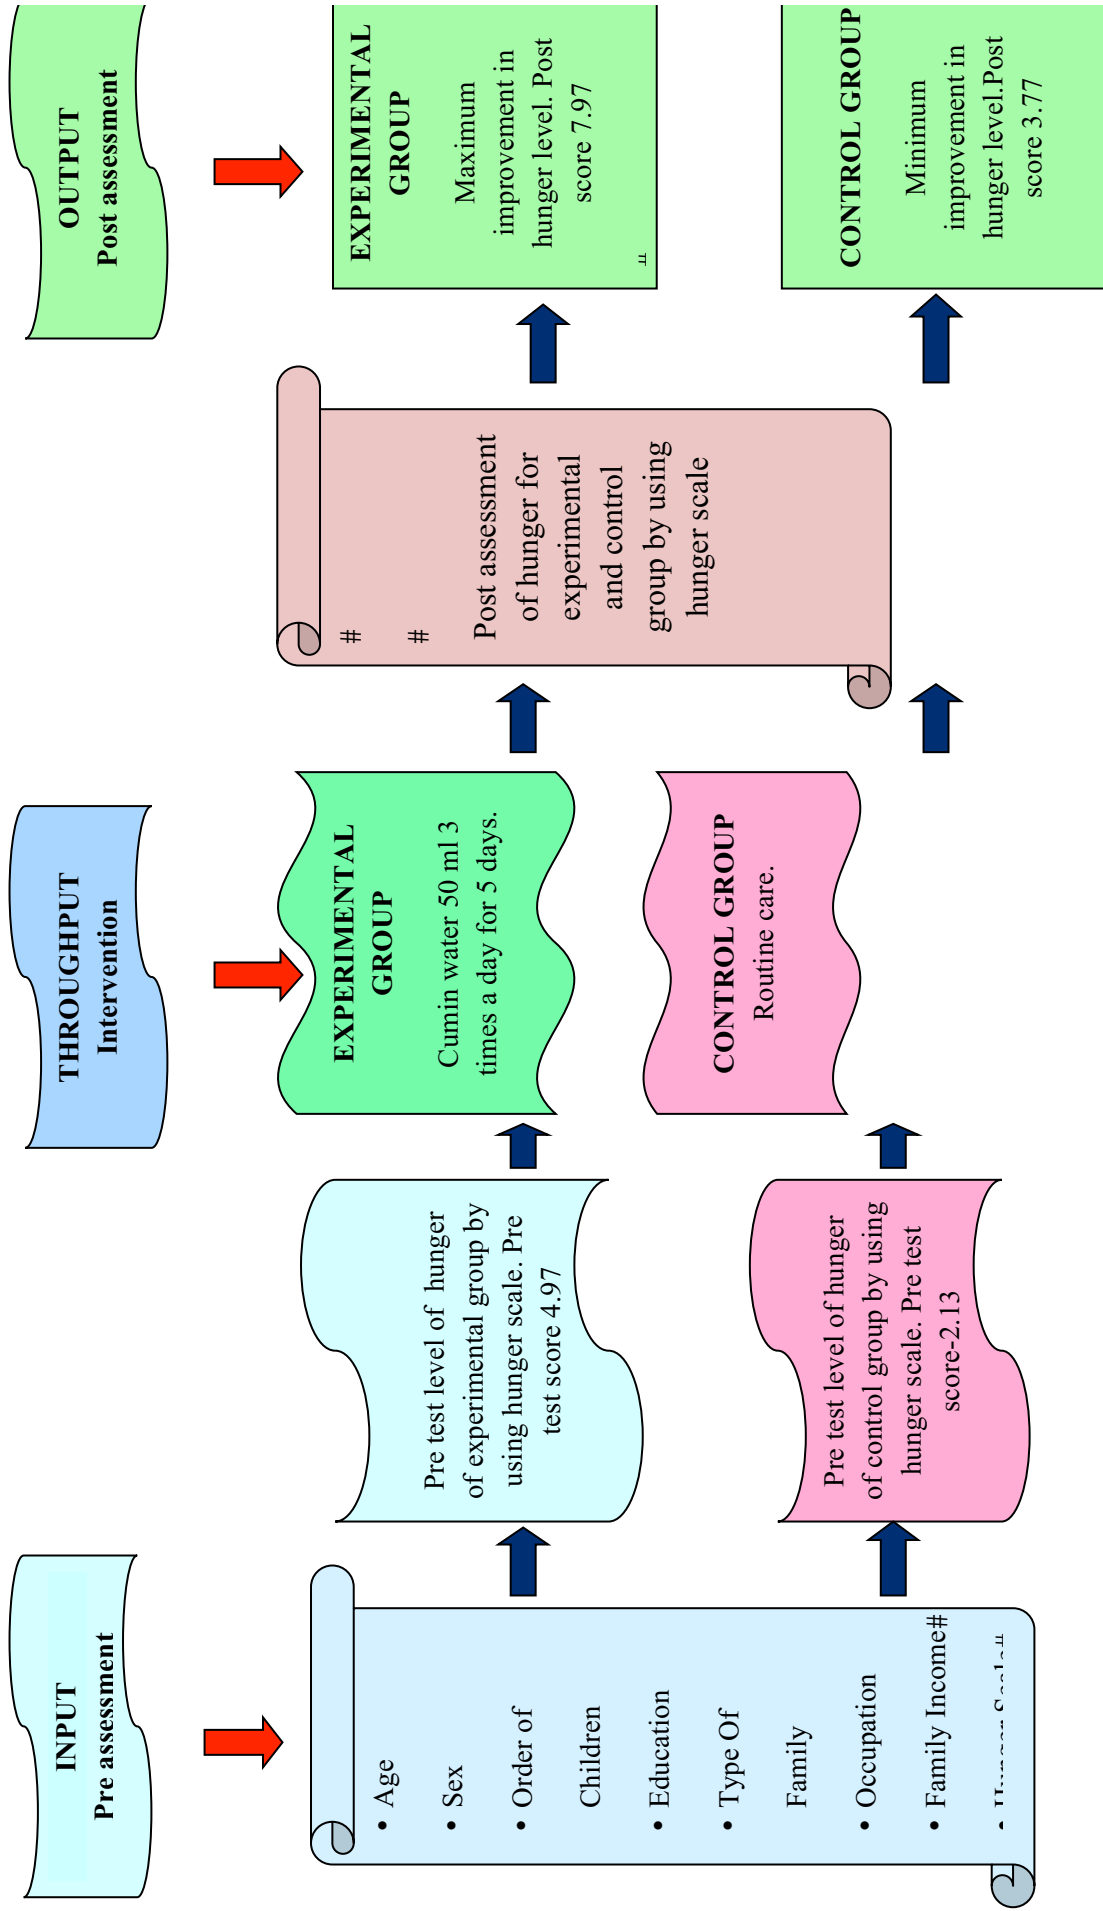 INPUT
Pre assessment
THROUGHPUT
Intervention
OUTPUT
Post assessment
• Age
• Sex
• Order of
Children
• Education
• Type Of
Family
• Occupation
• Family Income#
Pre test level of hunger
of experimental group by
using hunger scale. Pre
test score 4.97
Pre test level of hunger
of control group by using
hunger scale. Pre test
score-2.13
EXPERIMENTAL
GROUP
Cumin water 50 ml 3
times a day for 5 days.
CONTROL GROUP
Routine care.
#
#
Post assessment
of hunger for
experimental
and control
group by using
hunger scale
EXPERIMENTAL
GROUP
Maximum
improvement in
hunger level. Post
score 7.97
CONTROL GROUP
Minimum
improvement in
hunger level.Post
score 3.77